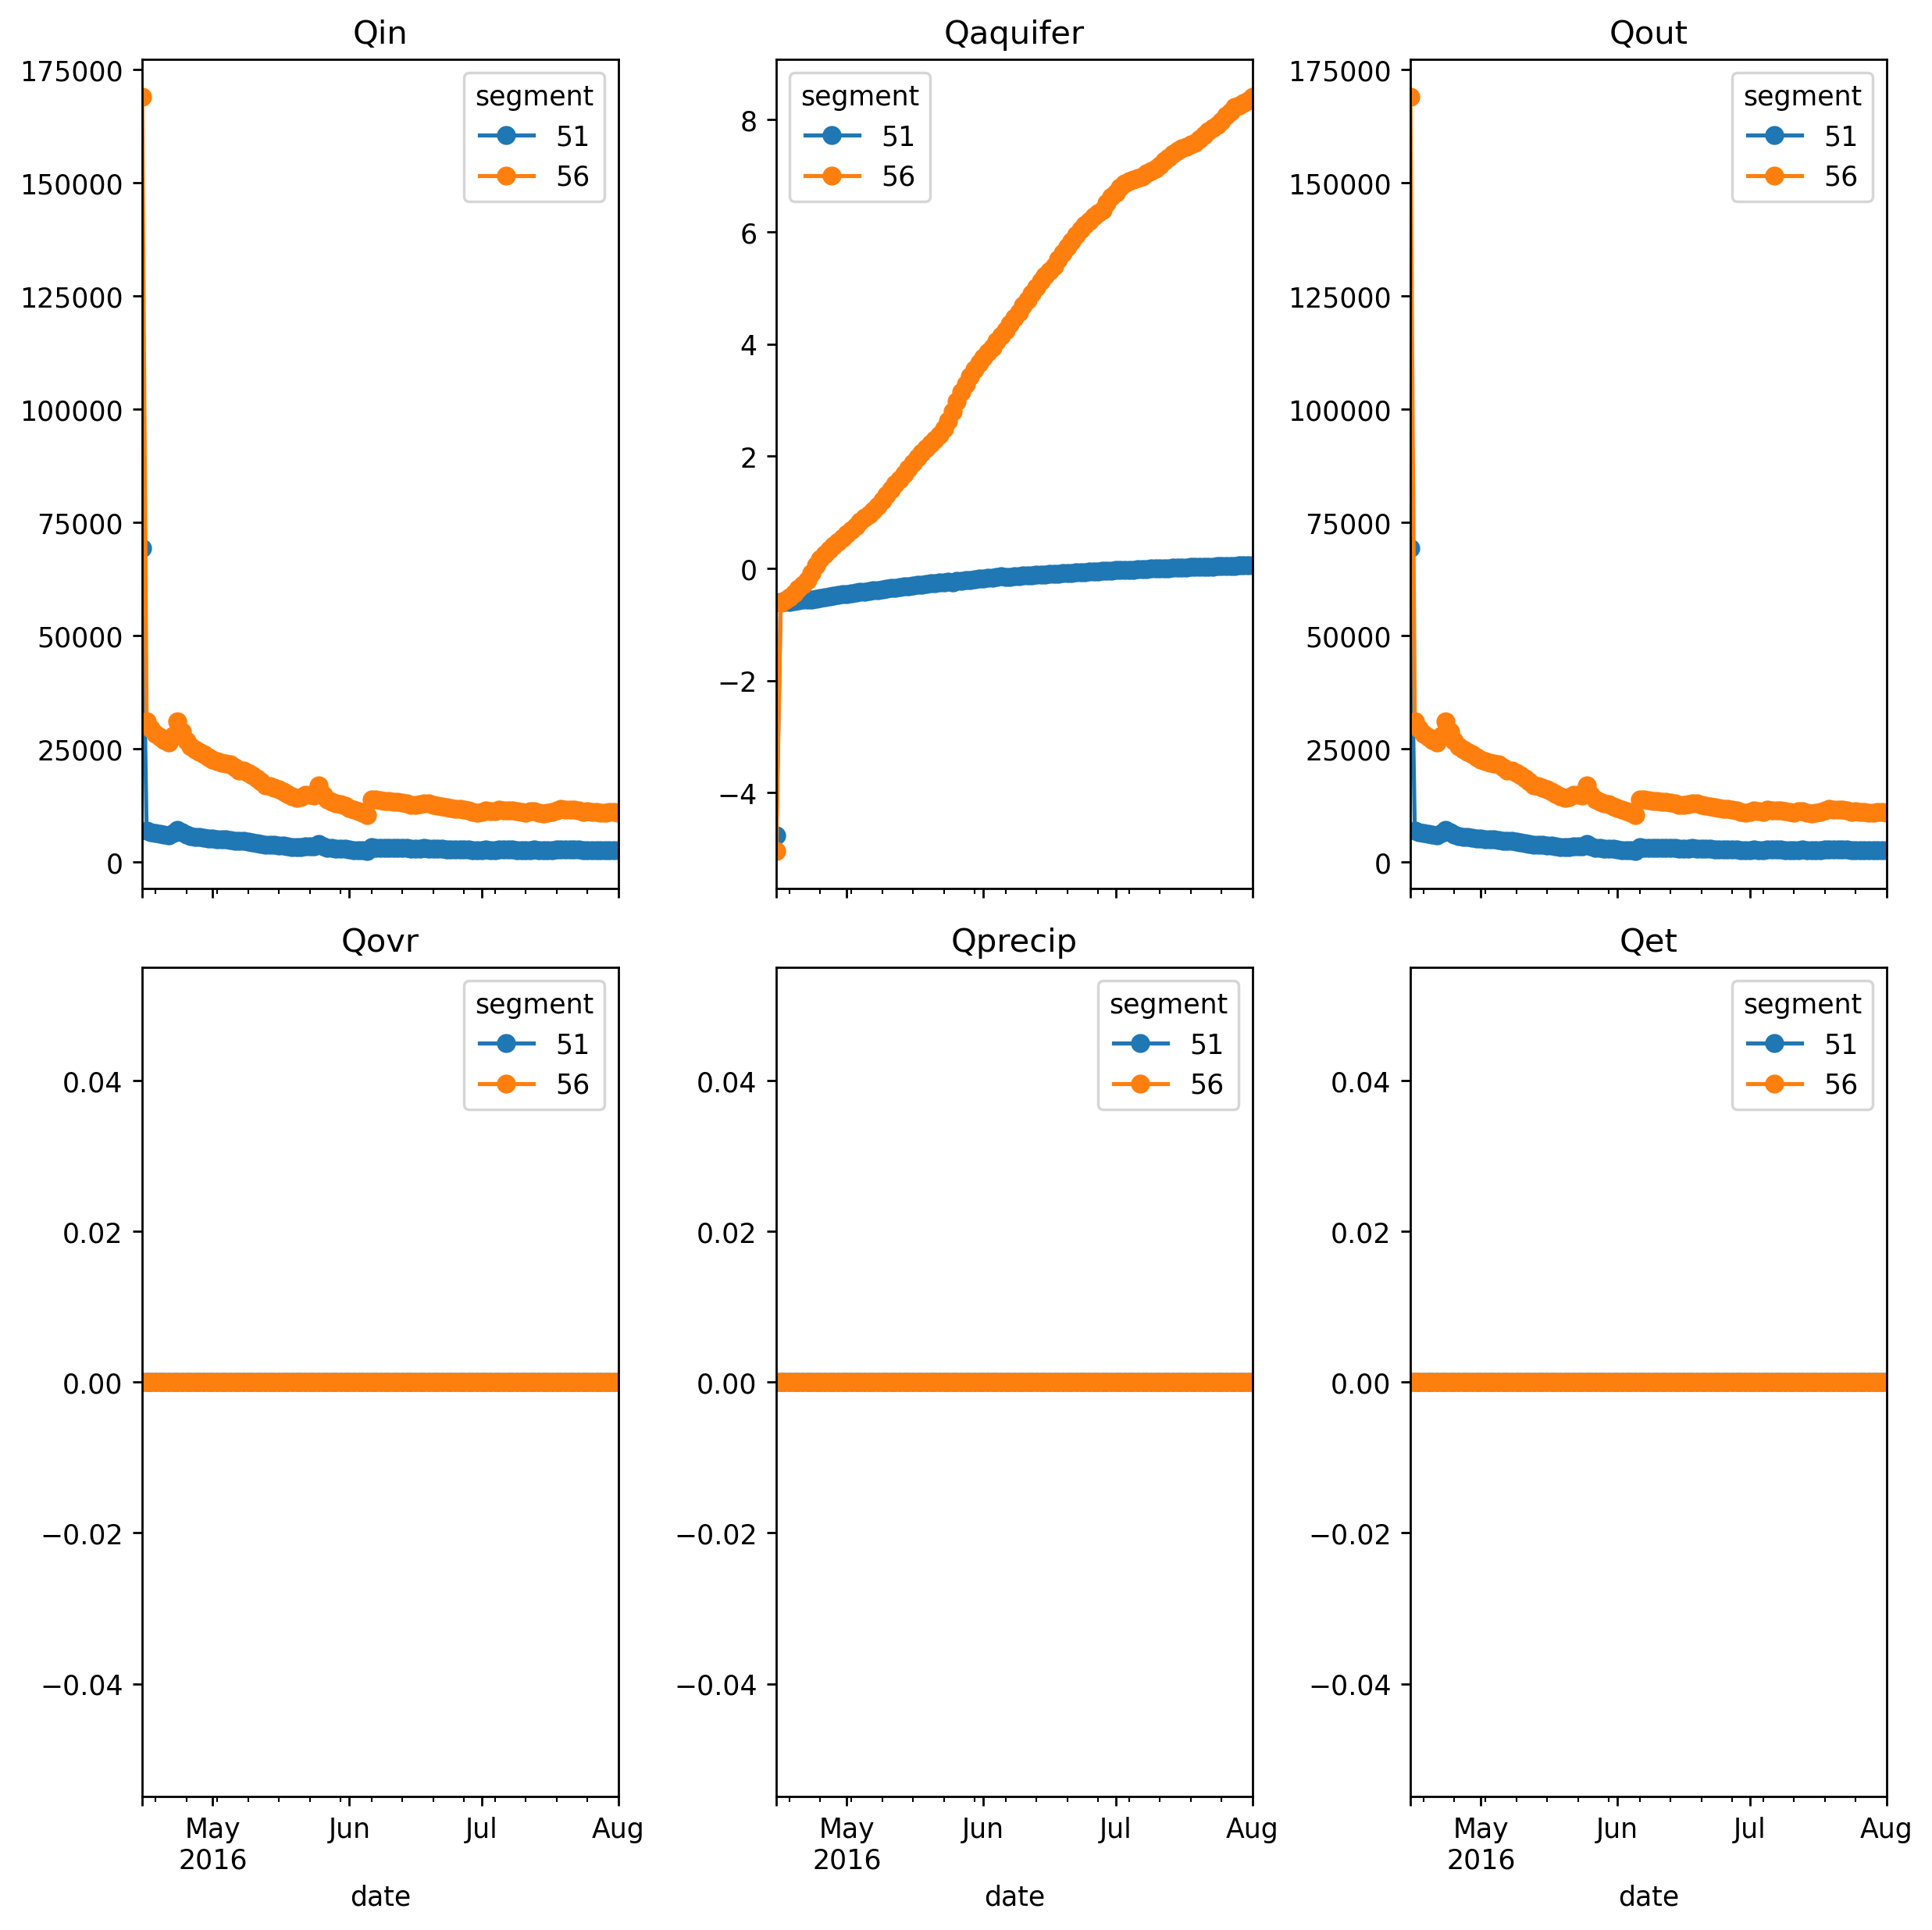 Qin
175000
150000
125000
100000
75000
50000
25000
0
segment
51
56
Qaquifer
8
6
4
2
0
−2
−4
segment
51
56
Qout
175000
150000
125000
100000
75000
50000
25000
0
segment
51
56
Qovr
0.04
0.02
0.00
−0.02
−0.04
segment
51
56
May Jun Jul Aug
2016
date
Qprecip
0.04
0.02
0.00
−0.02
−0.04
segment
51
56
May Jun Jul Aug
2016
date
Qet
0.04
0.02
0.00
−0.02
−0.04
segment
51
56
May Jun Jul Aug
2016
date